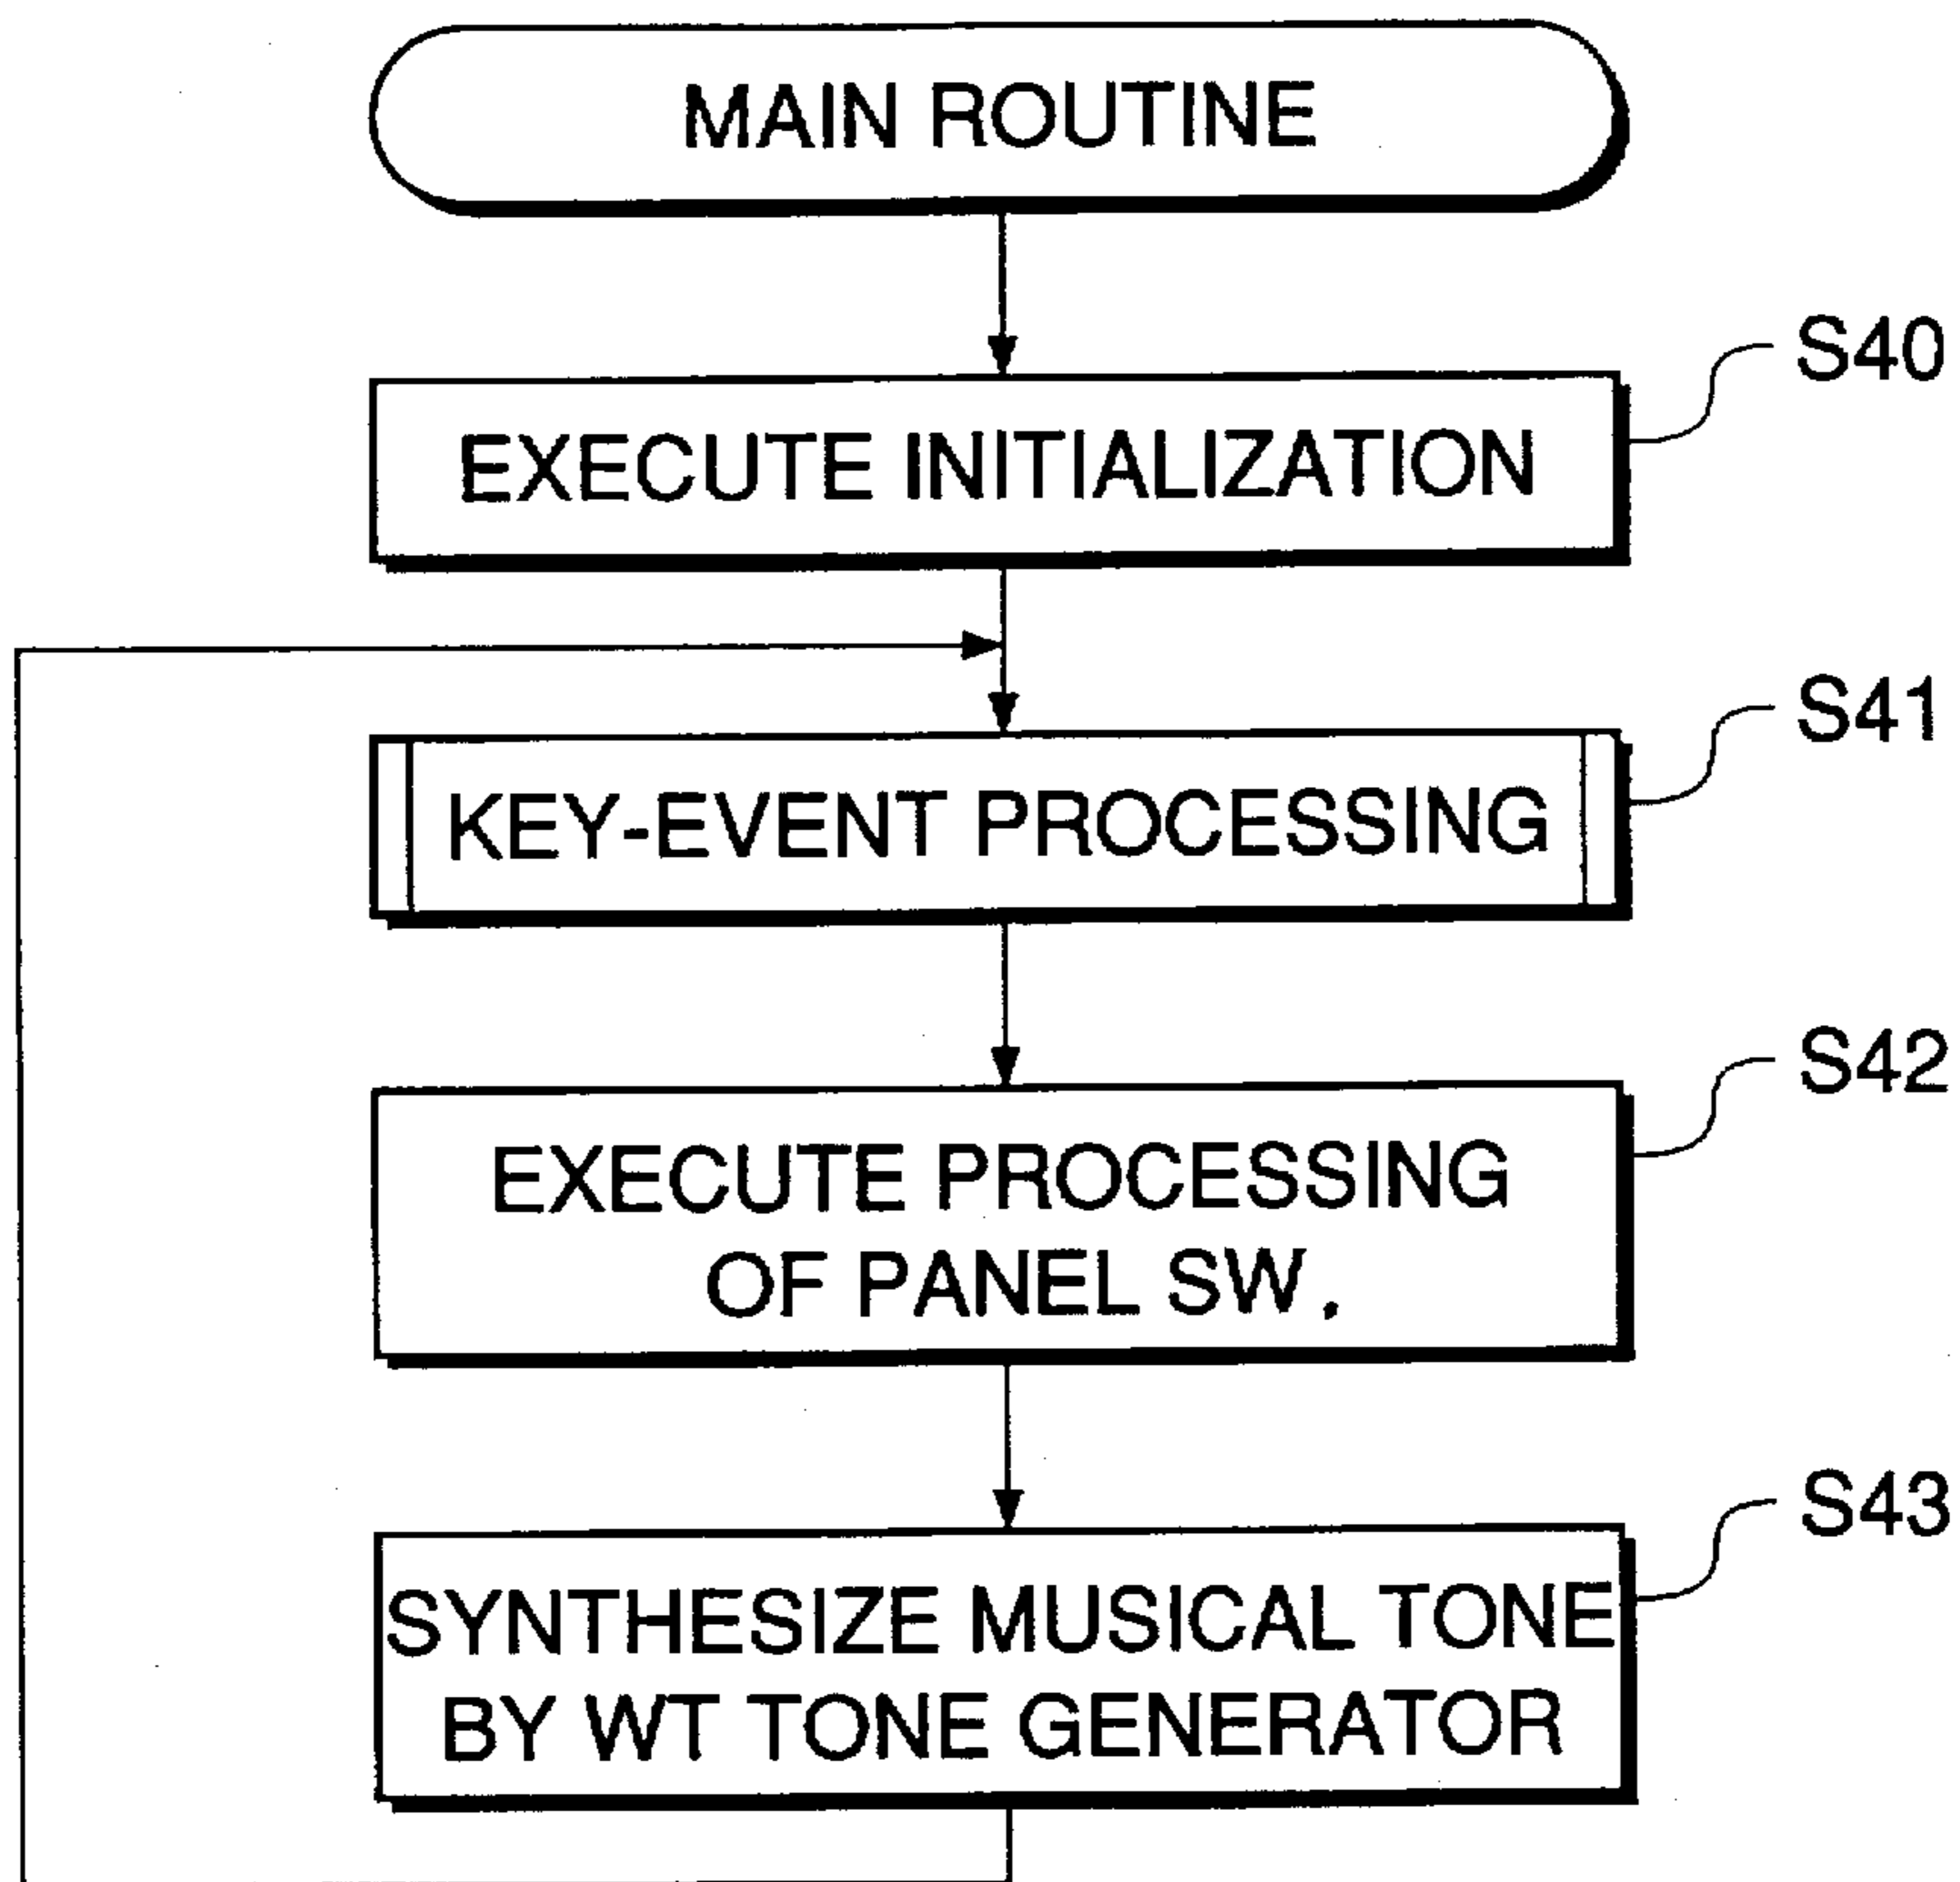 MAIN ROUTINE
S40
EXECUTE INITIALIZATION
S41
KEY-EVENT PROCESSING
S42
EXECUTE PROCESSING
OF PANEL SW.
S43
SYNTHESIZE MUSICAL TONE
BY WT TONE GENERATOR